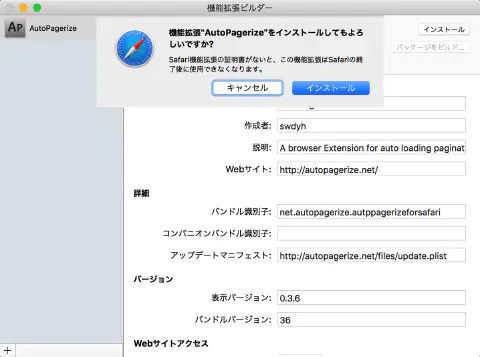 機能拡張ビルダー
AP AutoPagerize
機能拡張"AutoPagerize"をインストールしてもよろ
しいですか?
Safari機能拡張の証明書がないと、この機能拡張はSafariの終
了後に使用できなくなります。
キャンセル インストール
インストール
パッケージをビルド...
作成者: swdyh
説明: A browser Extension for auto loading paginat
Webサイト: http://autopagerize.net/
詳細
バンドル識別子: net.autopagerize.autppagerizeforsafari
コンパニオンバンドル識別子:
アップデートマニフェスト: http://autopagerize.net/files/update.plist
バージョン
表示バージョン: 0.3.6
バンドルバージョン: 36
Webサイトアクセス